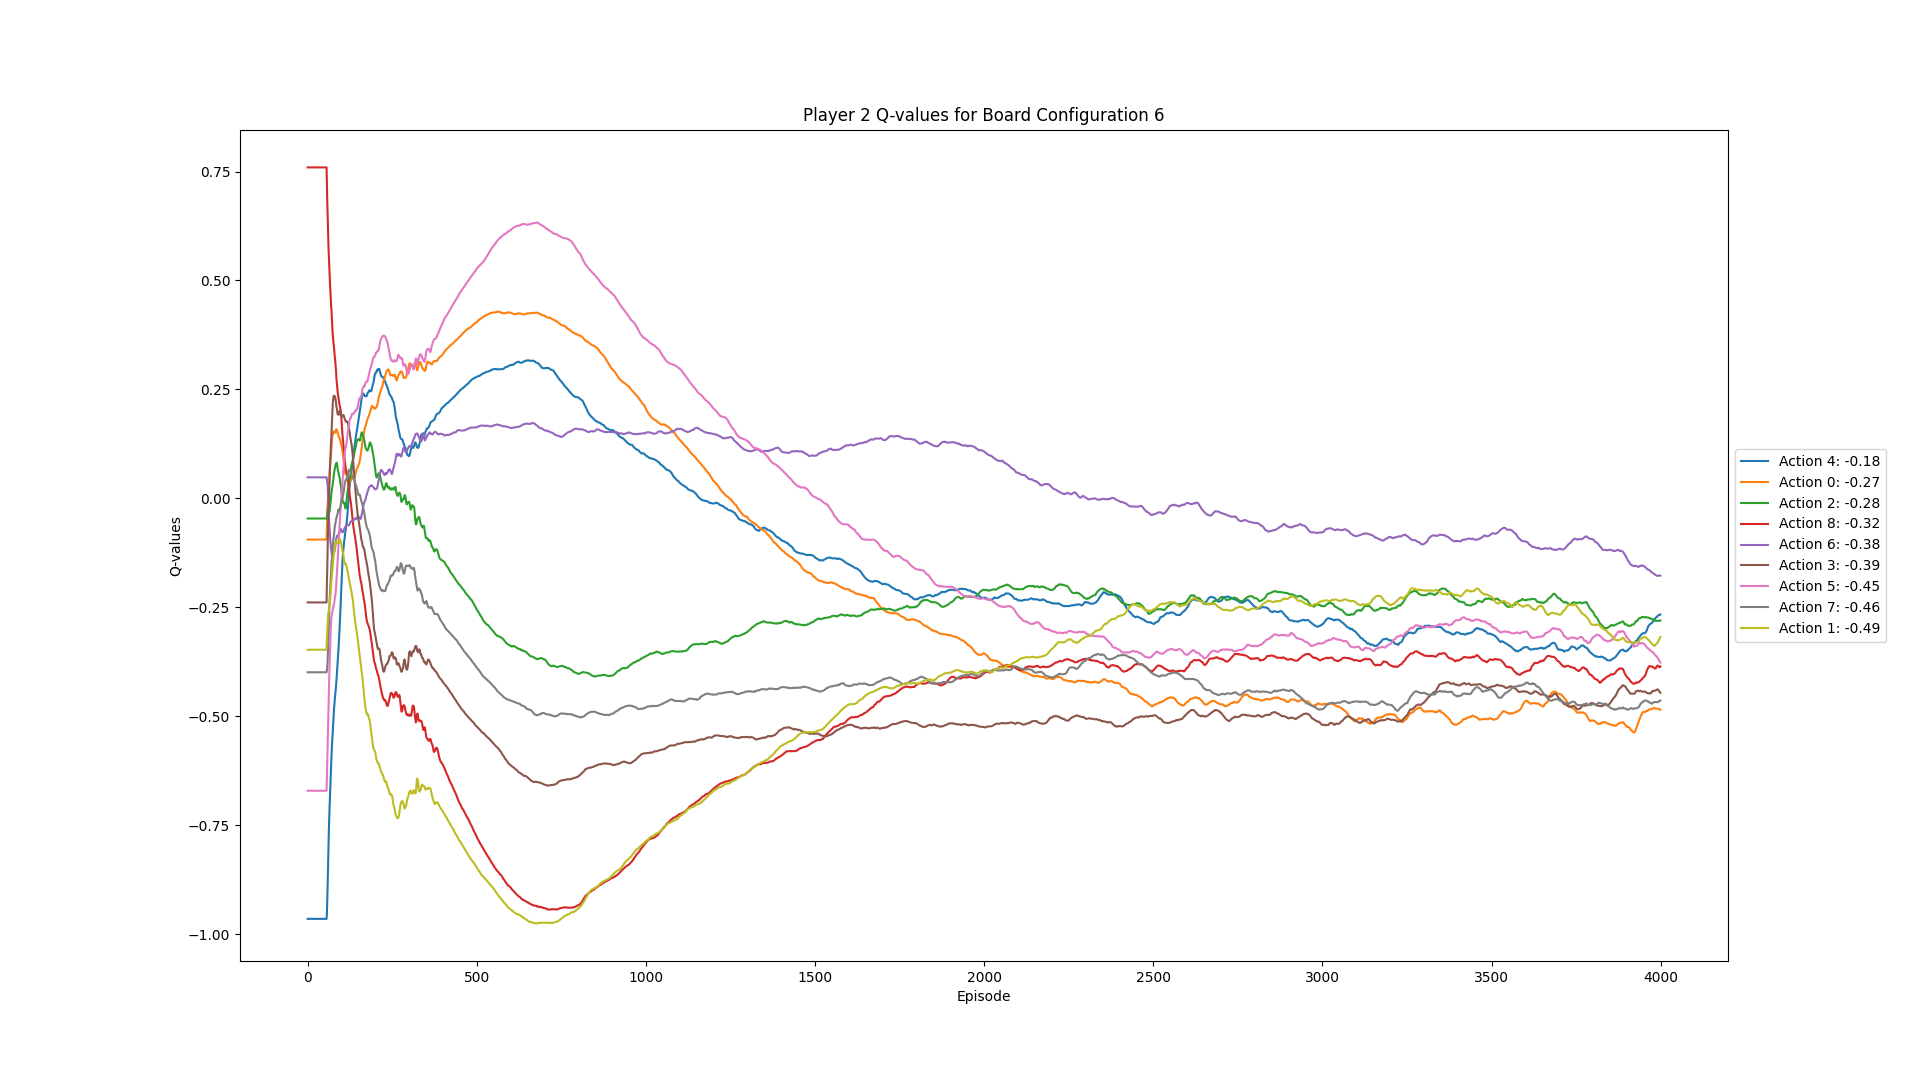 Player 2 Q-values for Board Configuration 6
0.75
0.50
0.25
0.00
−0.25
−0.50
−0.75
−1.00
Q-values
0 500 1000 1500 2000 2500 3000 3500 4000
Episode
Action 4: -0.18
Action 0: -0.27
Action 2: -0.28
Action 8: -0.32
Action 6: -0.38
Action 3: -0.39
Action 5: -0.45
Action 7: -0.46
Action 1: -0.49